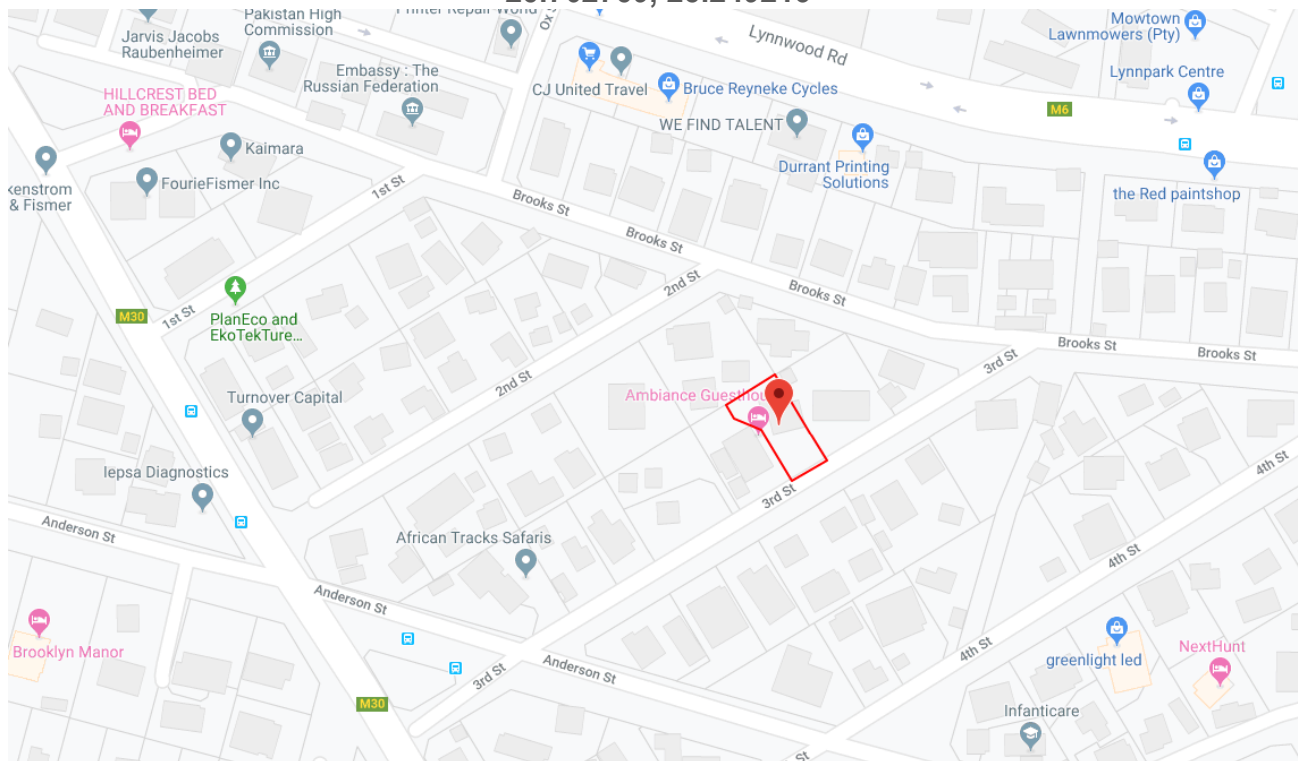 Pakistan High
Commission
Printer Repair World
Jarvis Jacobs
Raubenheimer
Lynnwood Rd
Mowtown
Lawnmowers (Pty)
Embassy : The
Russian Federation
CJ United Travel
Bruce Reyneke Cycles
Lynnpark Centre
HILLCREST BED
AND BREAKFAST
M6
WE FIND TALENT
Kaimara
Durrant Printing
Solutions
FourieFismer Inc
kenstrom
& Fismer
1st St
Brooks St
the Red paintshop
Brooks St
2nd St
Brooks St
M30
1st St
PlanEco and
EkoTekTure...
Brooks St
Brooks St
3rd St
2nd St
Turnover Capital
Ambiance Guesthou
Iepsa Diagnostics
3rd St
4th St
Anderson St
African Tracks Safaris
4th St
Anderson St
Brooklyn Manor
4th St
greenlight led
NextHunt
Anderson St
3rd St
M30
Infanticare
St